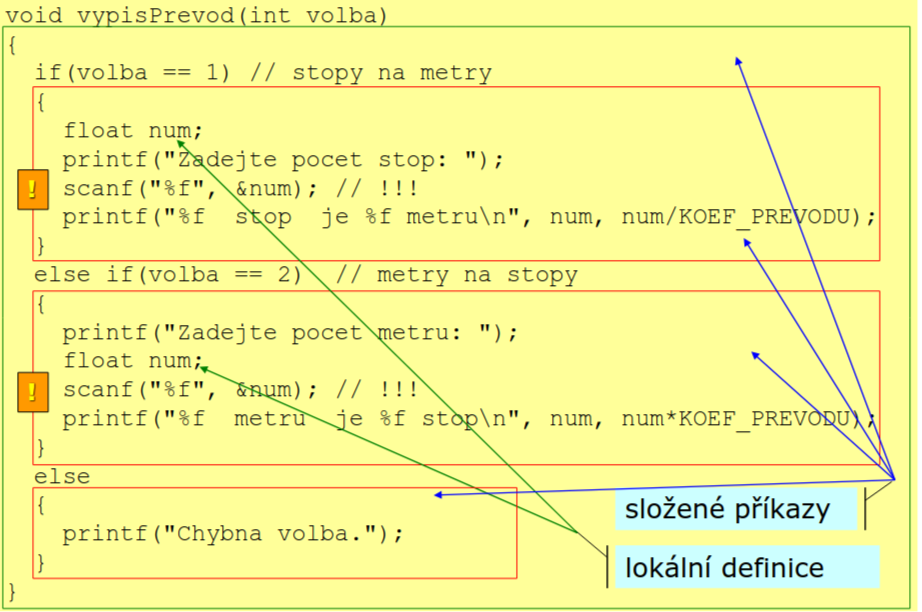 void vypisPrevod(int volba)
{
if(volba == 1) // stopy na metry
{
float num;
printf("Zadejte pocet stop: ");
! scanf("%f", &num); // !!!
printf("%f  stop  je %f metru\n", num, num/KOEF_PREVODU);
}
else if(volba == 2)  // metry na stopy
{
printf("Zadejte pocet metru: ");
float num;
! scanf("%f", &num); // !!!
printf("%f  metru  je %f stop\n", num, num*KOEF_PREVODU);
}
else
{
složené příkazy
printf("Chybna volba.");
}
lokální definice
}